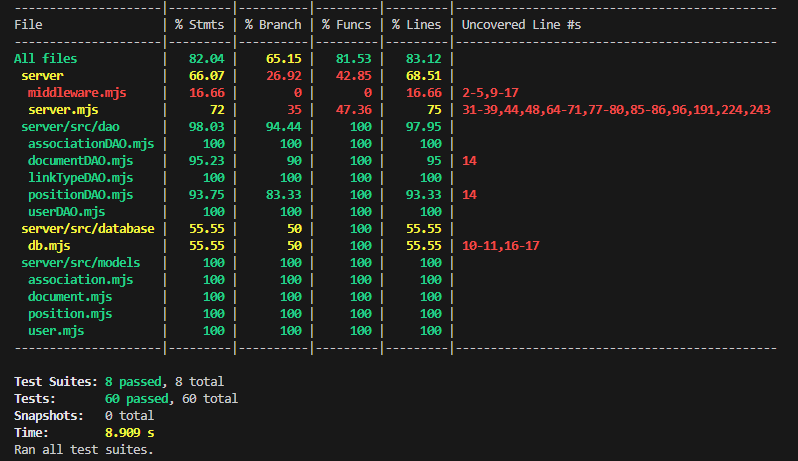 ---------------------|---------|----------|---------|---------|-----------------------------------------
File                 | % Stmts | % Branch | % Funcs | % Lines | Uncovered Line #s
---------------------|---------|----------|---------|---------|-----------------------------------------
All files            |   82.04 |    65.15 |   81.53 |   83.12 |
 server              |   66.07 |    26.92 |   42.85 |   68.51 |
  middleware.mjs     |   16.66 |        0 |       0 |   16.66 | 2-5,9-17
  server.mjs         |      72 |       35 |   47.36 |      75 | 31-39,44,48,64-71,77-80,85-86,96,191,224,243
 server/src/dao      |   98.03 |    94.44 |     100 |   97.95 |
  associationDAO.mjs |     100 |      100 |     100 |     100 |
  documentDAO.mjs    |   95.23 |       90 |     100 |      95 | 14
  linkTypeDAO.mjs    |     100 |      100 |     100 |     100 |
  positionDAO.mjs    |   93.75 |    83.33 |     100 |   93.33 | 14
  userDAO.mjs        |     100 |      100 |     100 |     100 |
 server/src/database |   55.55 |       50 |     100 |   55.55 |
  db.mjs             |   55.55 |       50 |     100 |   55.55 | 10-11,16-17
 server/src/models   |     100 |      100 |     100 |     100 |
  association.mjs    |     100 |      100 |     100 |     100 |
  document.mjs       |     100 |      100 |     100 |     100 |
  position.mjs       |     100 |      100 |     100 |     100 |
  user.mjs           |     100 |      100 |     100 |     100 |
---------------------|---------|----------|---------|---------|-----------------------------------------
Test Suites: 8 passed, 8 total
Tests:       60 passed, 60 total
Snapshots:   0 total
Time:        8.909 s
Ran all test suites.